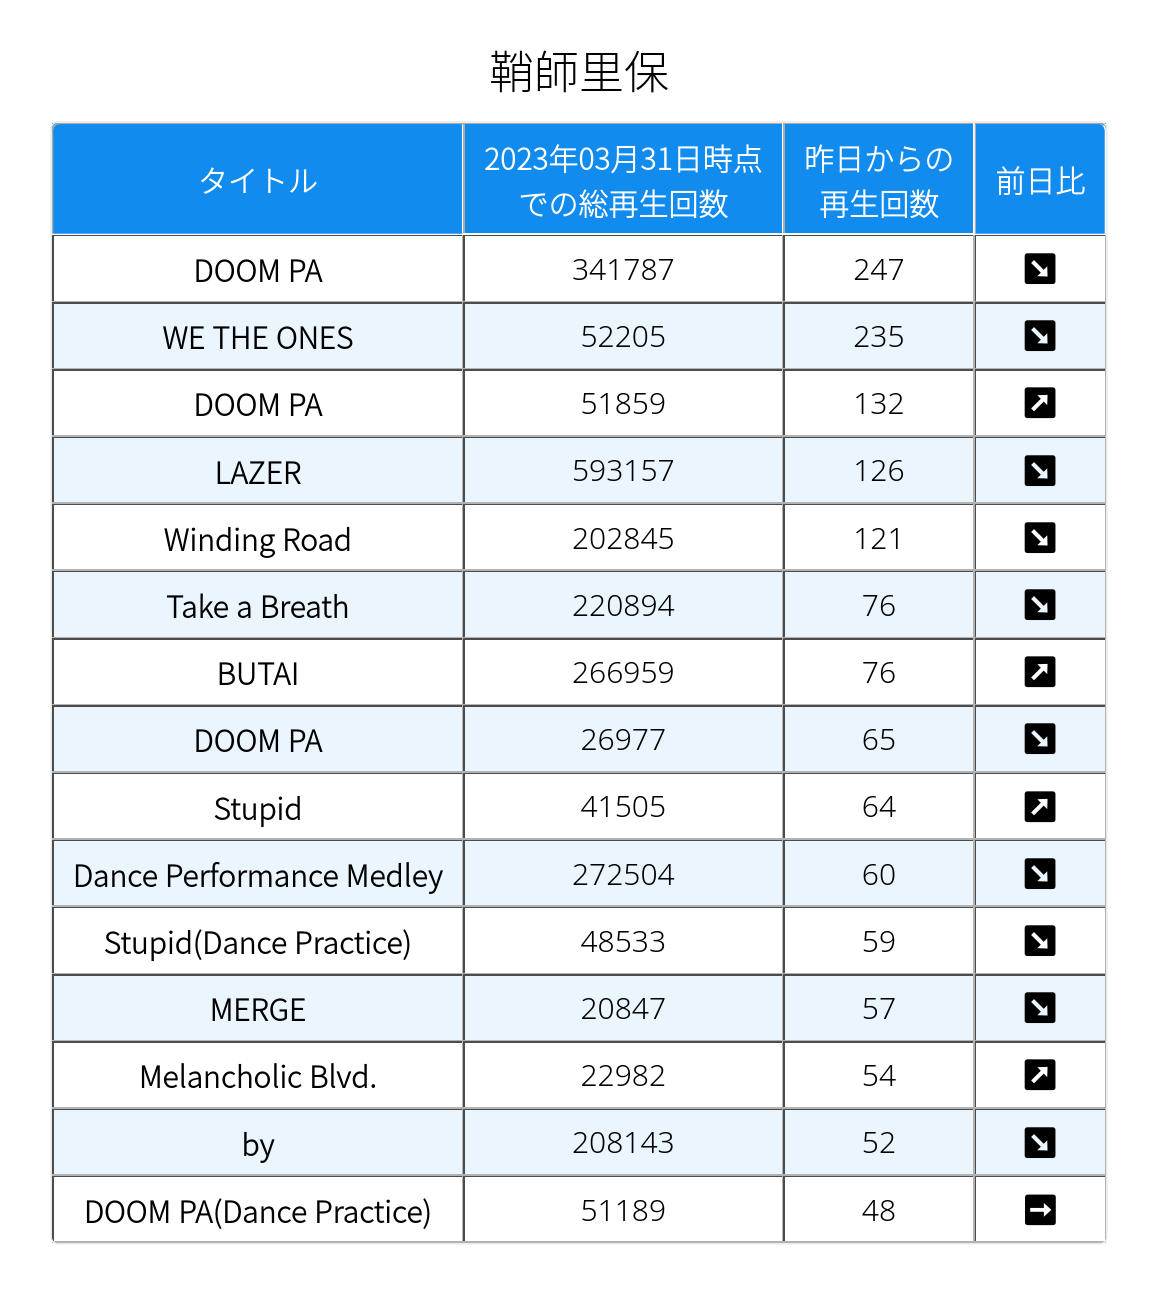 鞘師里保
タイトル
2023年03月31日時点
での総再生回数
昨日からの
再生回数
前日比
DOOM PA 341787 247 ↘
WE THE ONES 52205 235 ↘
DOOM PA 51859 132 ↗
LAZER 593157 126 ↘
Winding Road 202845 121 ↘
Take a Breath 220894 76 ↘
BUTAI 266959 76 ↗
DOOM PA 26977 65 ↘
Stupid 41505 64 ↗
Dance Performance Medley 272504 60 ↘
Stupid(Dance Practice) 48533 59 ↘
MERGE 20847 57 ↘
Melancholic Blvd. 22982 54 ↗
by 208143 52 ↘
DOOM PA(Dance Practice) 51189 48 →